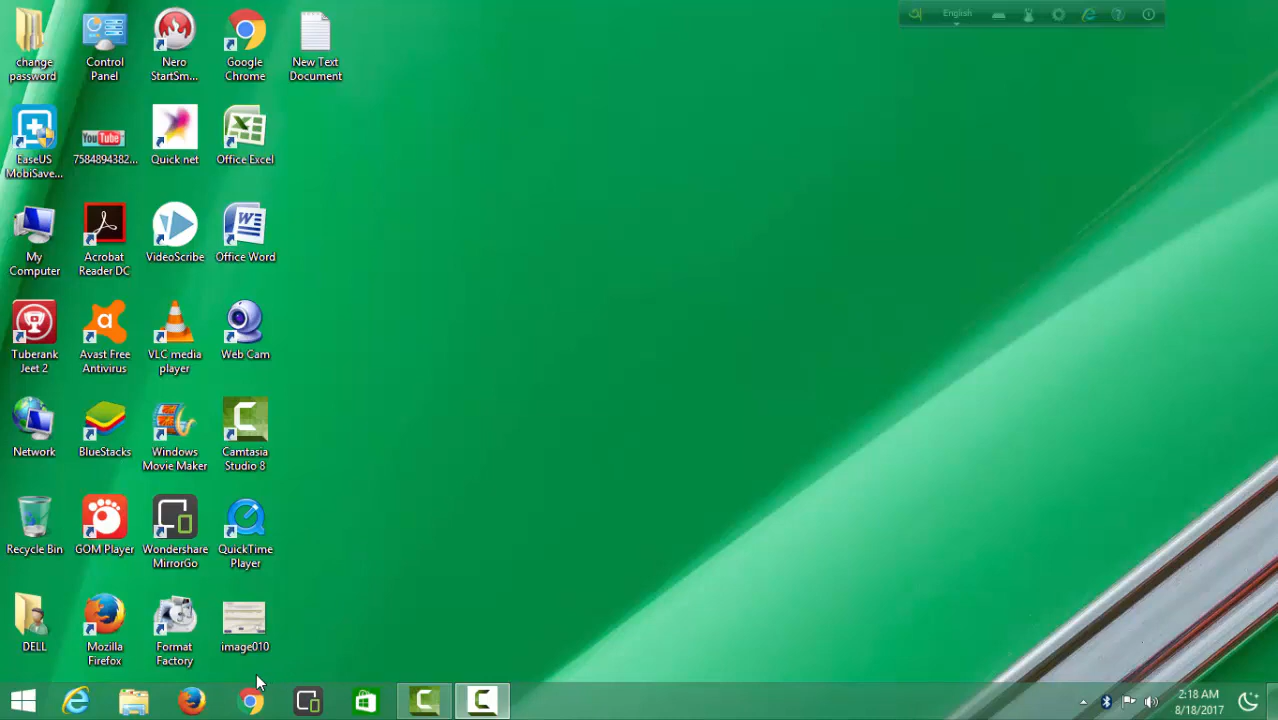 change
password
Control
Panel
Nero
StartSm...
Google
Chrome
New Text
Document
English
EaseUS
MobiSave...
You Tube
7584894382...
Quick net
Office Excel
My
Computer
Acrobat
Reader DC
VideoScribe
Office Word
Tuberank
Jeet 2
Avast Free
Antivirus
VLC media
player
Web Cam
Network
BlueStacks
Windows
Movie Maker
Camtasia
Studio 8
Recycle Bin
GOM Player
Wondershare
MirrorGo
QuickTime
Player
DELL
Mozilla
Firefox
Format
Factory
image010
2:18 AM
8/18/2017